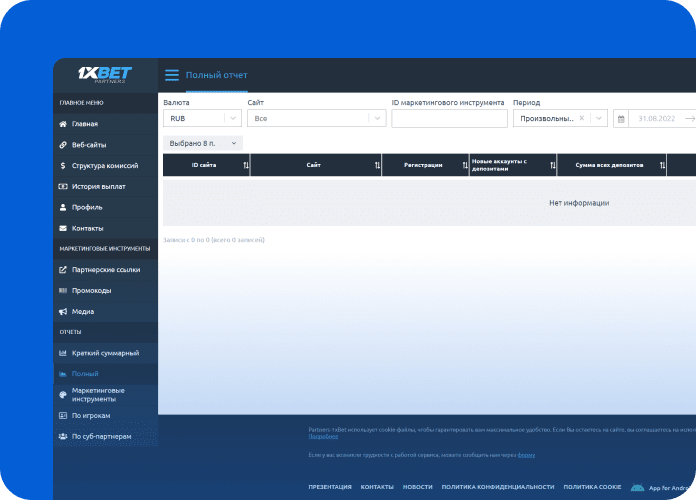 1XBET
PARTNERS
Полный отчет
ГЛАВНОЕ МЕНЮ
Главная
Веб-сайты
Структура комиссий
История выплат
Профиль
Контакты
МАРКЕТИНГОВЫЕ ИНСТРУМЕНТЫ
Партнерские ссылки
Промокоды
Медиа
ОТЧЕТЫ
Краткий суммарный
Полный
Маркетинговые
инструменты
По игрокам
По суб-партнерам
Валюта Сайт ID маркетингового инструмента Период
RUB Все Произвольны... 31.08.2022
Выбрано 8 п.
ID сайта Сайт Регистрации Новые аккаунты с
депозитами Сумма всех депозитов
Нет информации
Записи с 0 по 0 (всего 0 записей)
Partners 1xBet использует cookie-файлы, чтобы гарантировать вам максимальное удобство. Если Вы остаетесь на сайте, вы соглашаетесь на
Подробнее
Если у вас возникли трудности с работой сервиса, можете сообщить нам через форму
ПРЕЗЕНТАЦИЯ КОНТАКТЫ НОВОСТИ ПОЛИТИКА КОНФИДЕНЦИАЛЬНОСТИ ПОЛИТИКА COOKIE App for